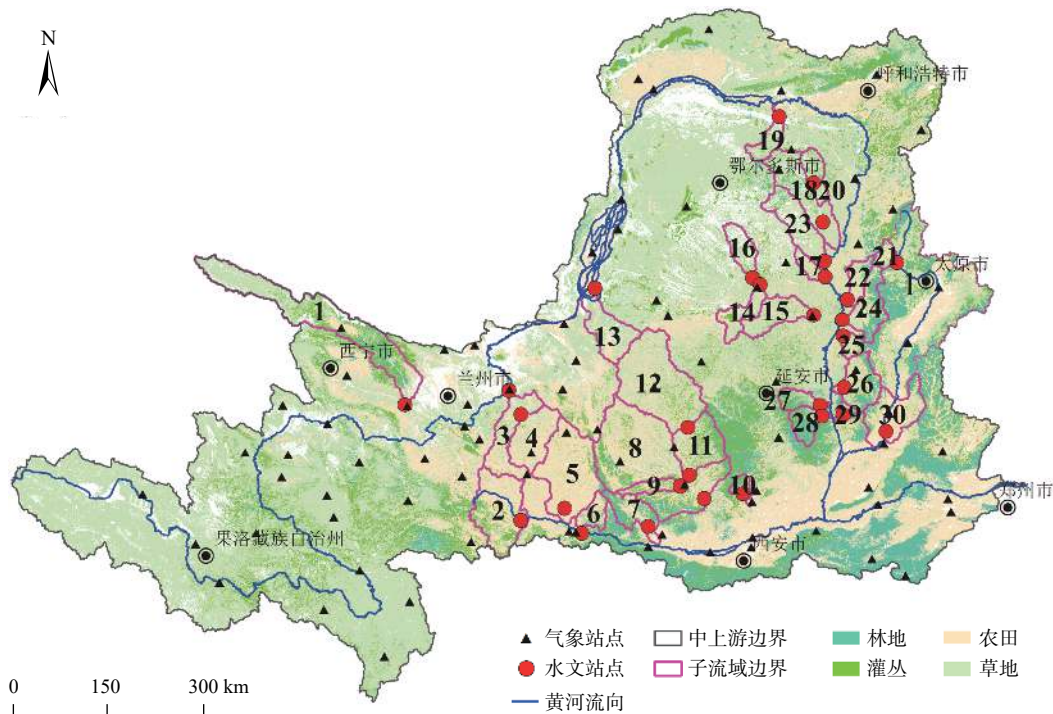 N
呼和浩特市
19
鄂尔多斯市
1820
23
16
21
17
22
太原市
1
14
15
24
1
13
25
西宁市
12
兰州市
延安市
26
27
3
4
28
29
30
8
11
5
9
10
郑州市
2
6
7
果洛藏族自治州
西安市
气象站点
中上游边界
林地
农田
水文站点
子流域边界
灌丛
草地
黄河流向
0
150
300 km